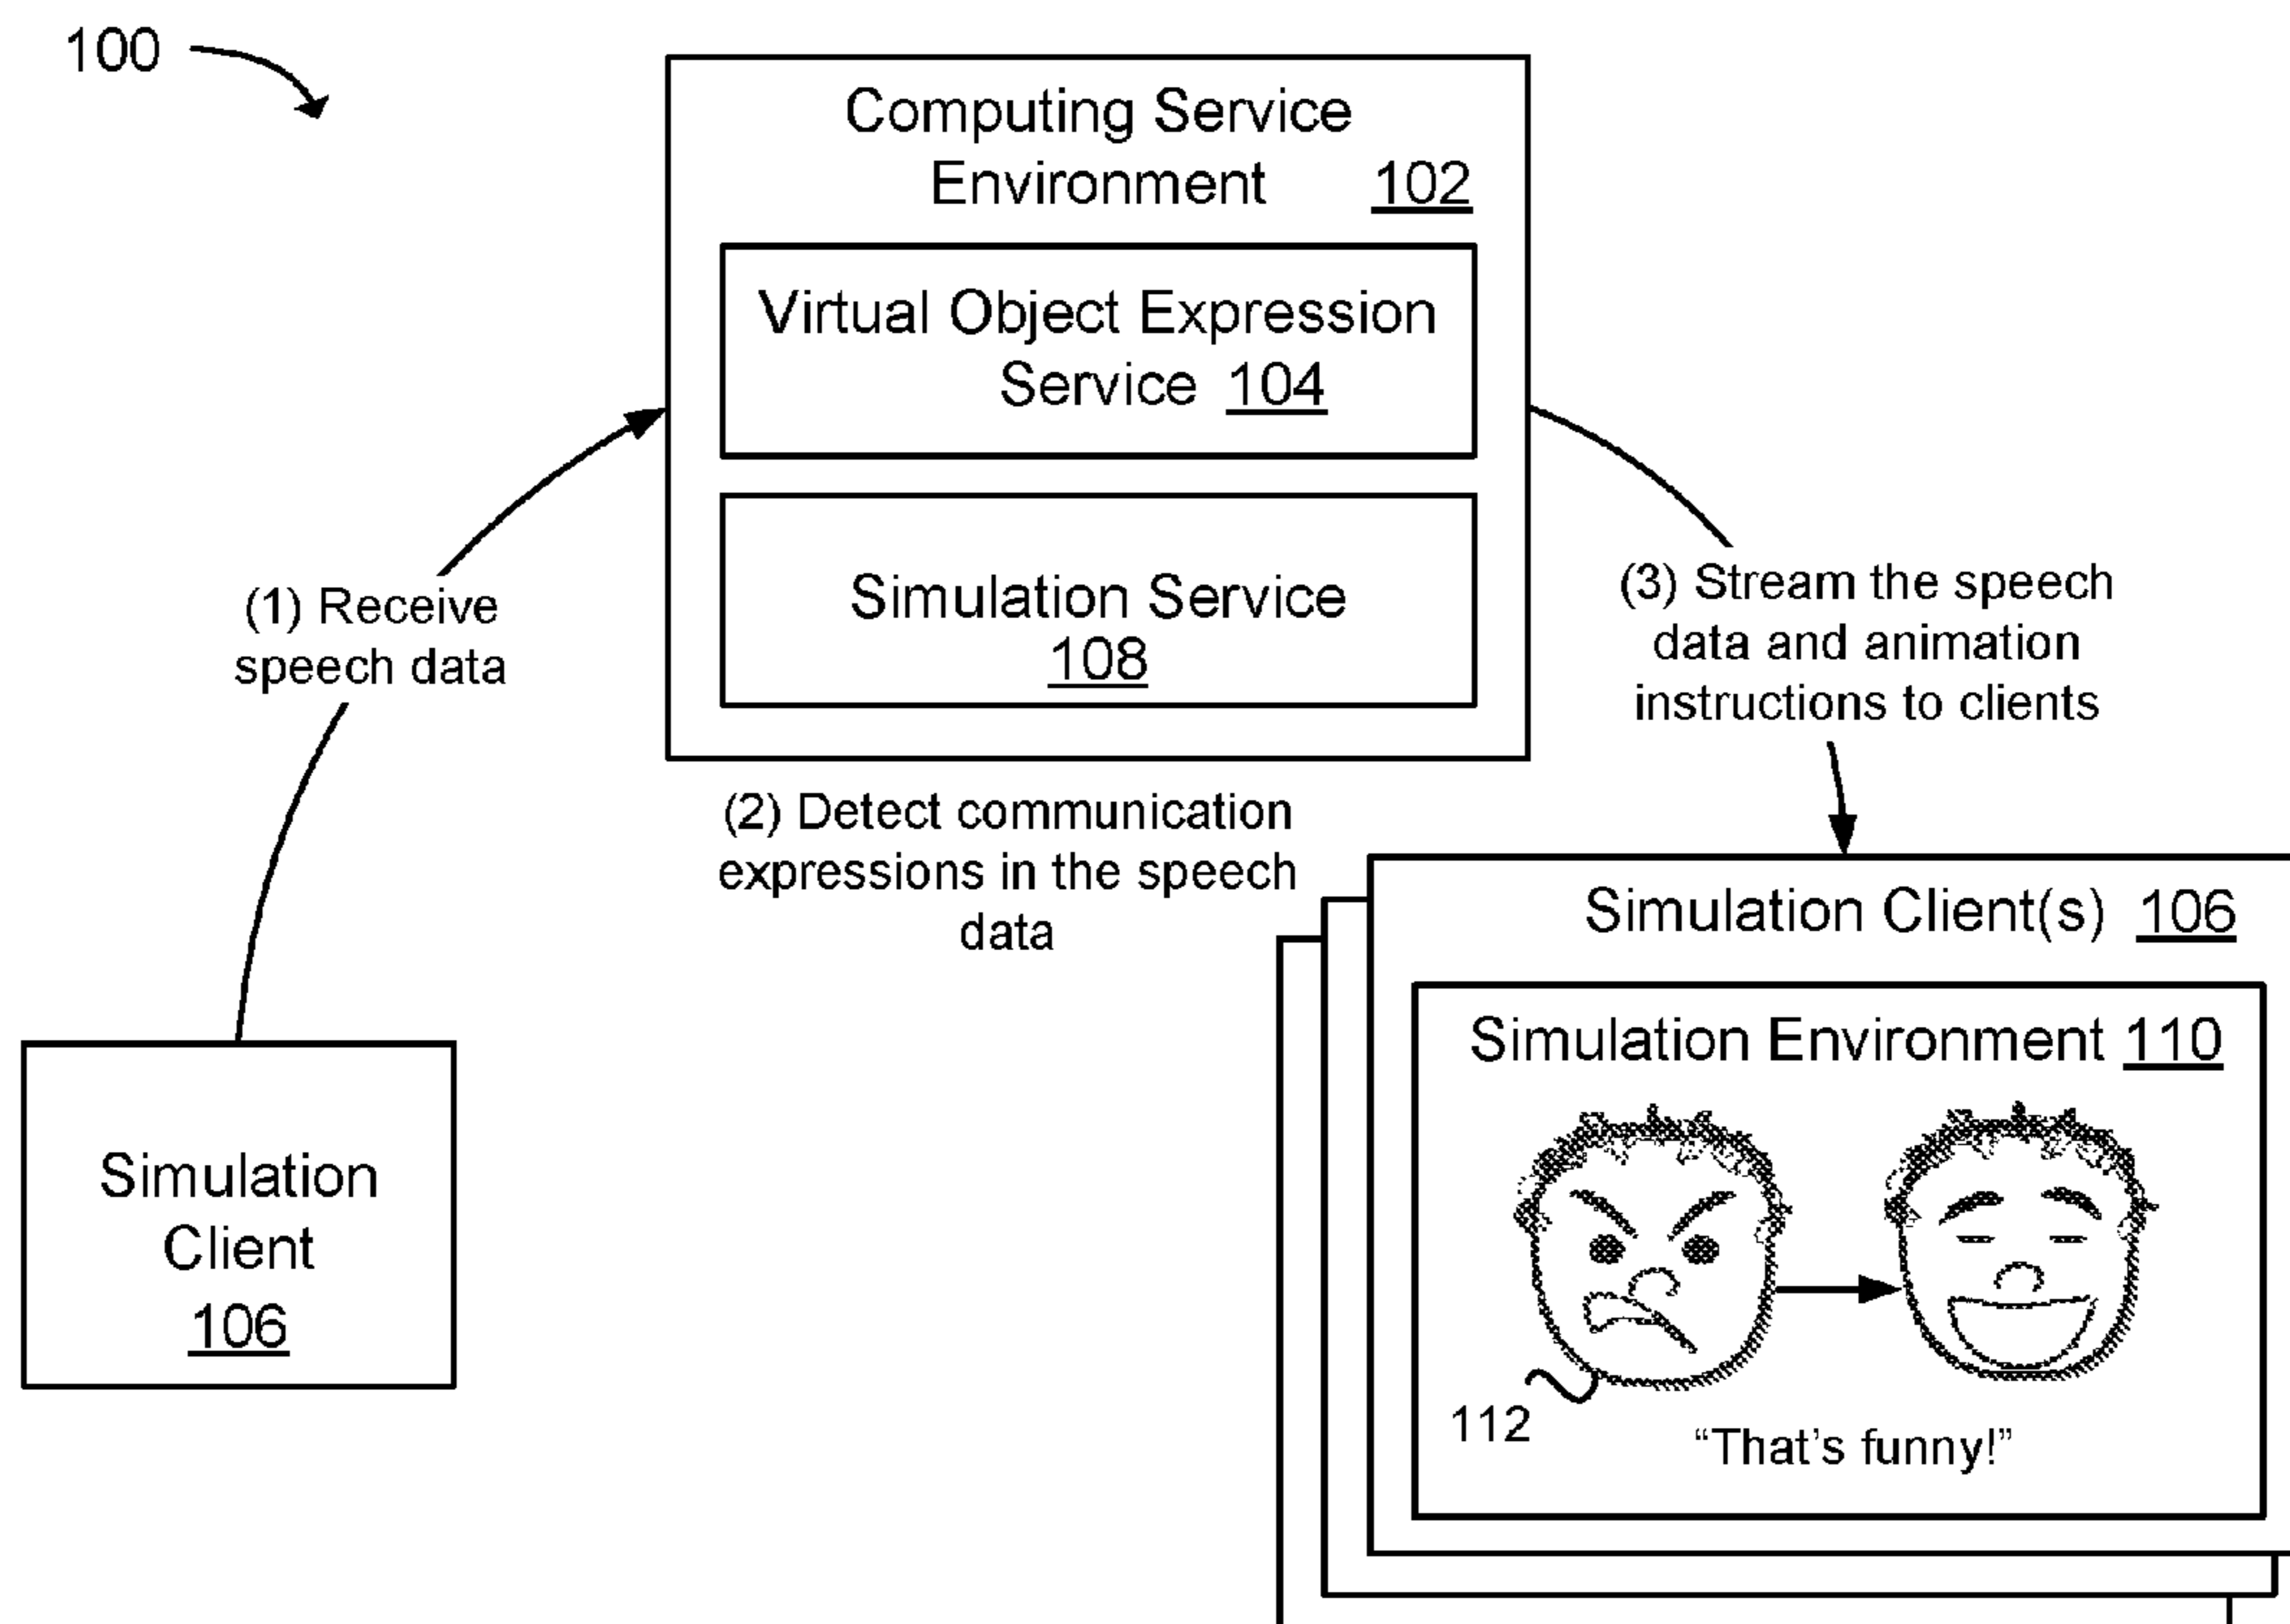 100
Computing Service
Environment 102
Virtual Object Expression
Service 104
Simulation Service
108
(1) Receive
speech data
(2) Detect communication
expressions in the speech
data
(3) Stream the speech
data and animation
instructions to clients
Simulation
Client
106
Simulation Client(s) 106
Simulation Environment 110
112
“That’s funny!”